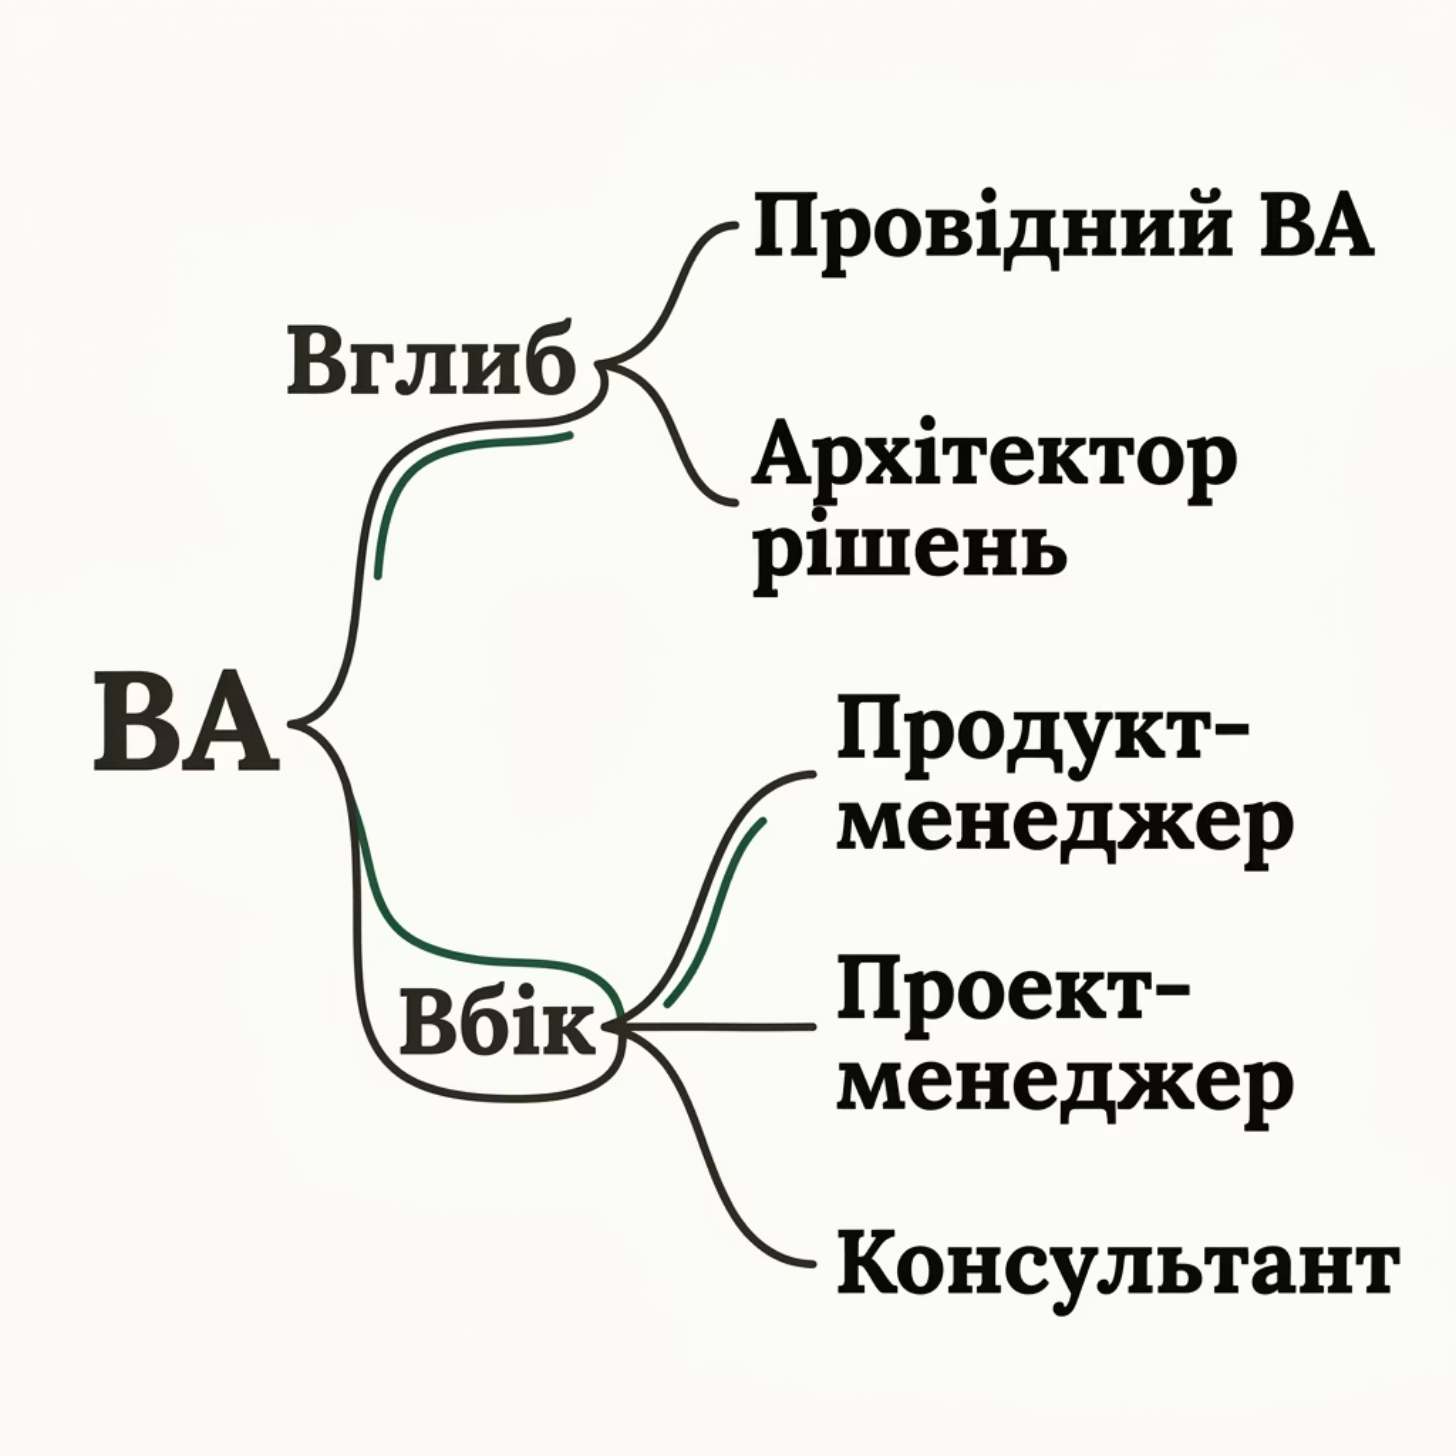 Провідний BA
Вглиб
Архітектор
рішень
BA
Продукт-
менеджер
Вбік
Проект-
менеджер
Консультант